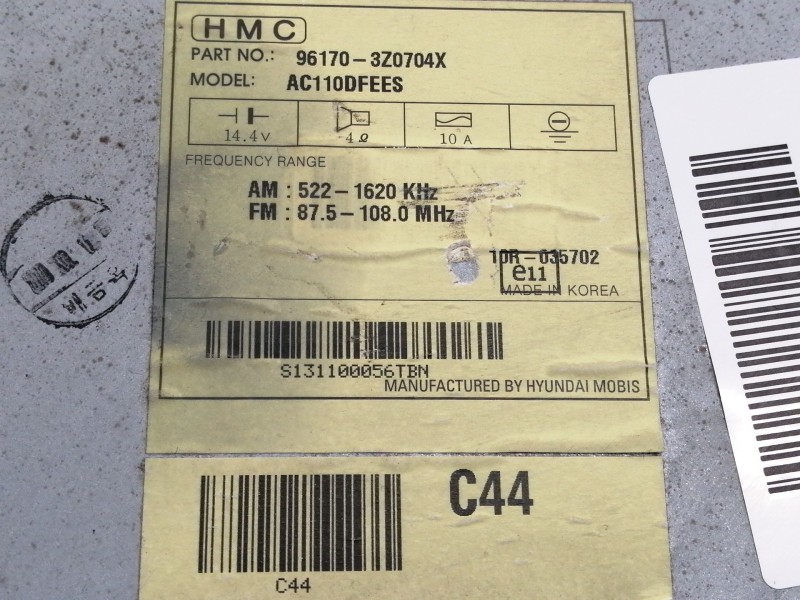 HMC
PART NO.: 96170-3Z0704X
MODEL: AC110DFEES
14.4V 4Ω 10 A
FREQUENCY RANGE
AM : 522-1620 KHz
FM : 87.5-108.0 MHz
10R-035702
e11
MADE IN KOREA
S131100056TBN
MANUFACTURED BY HYUNDAI MOBIS
C44
C44